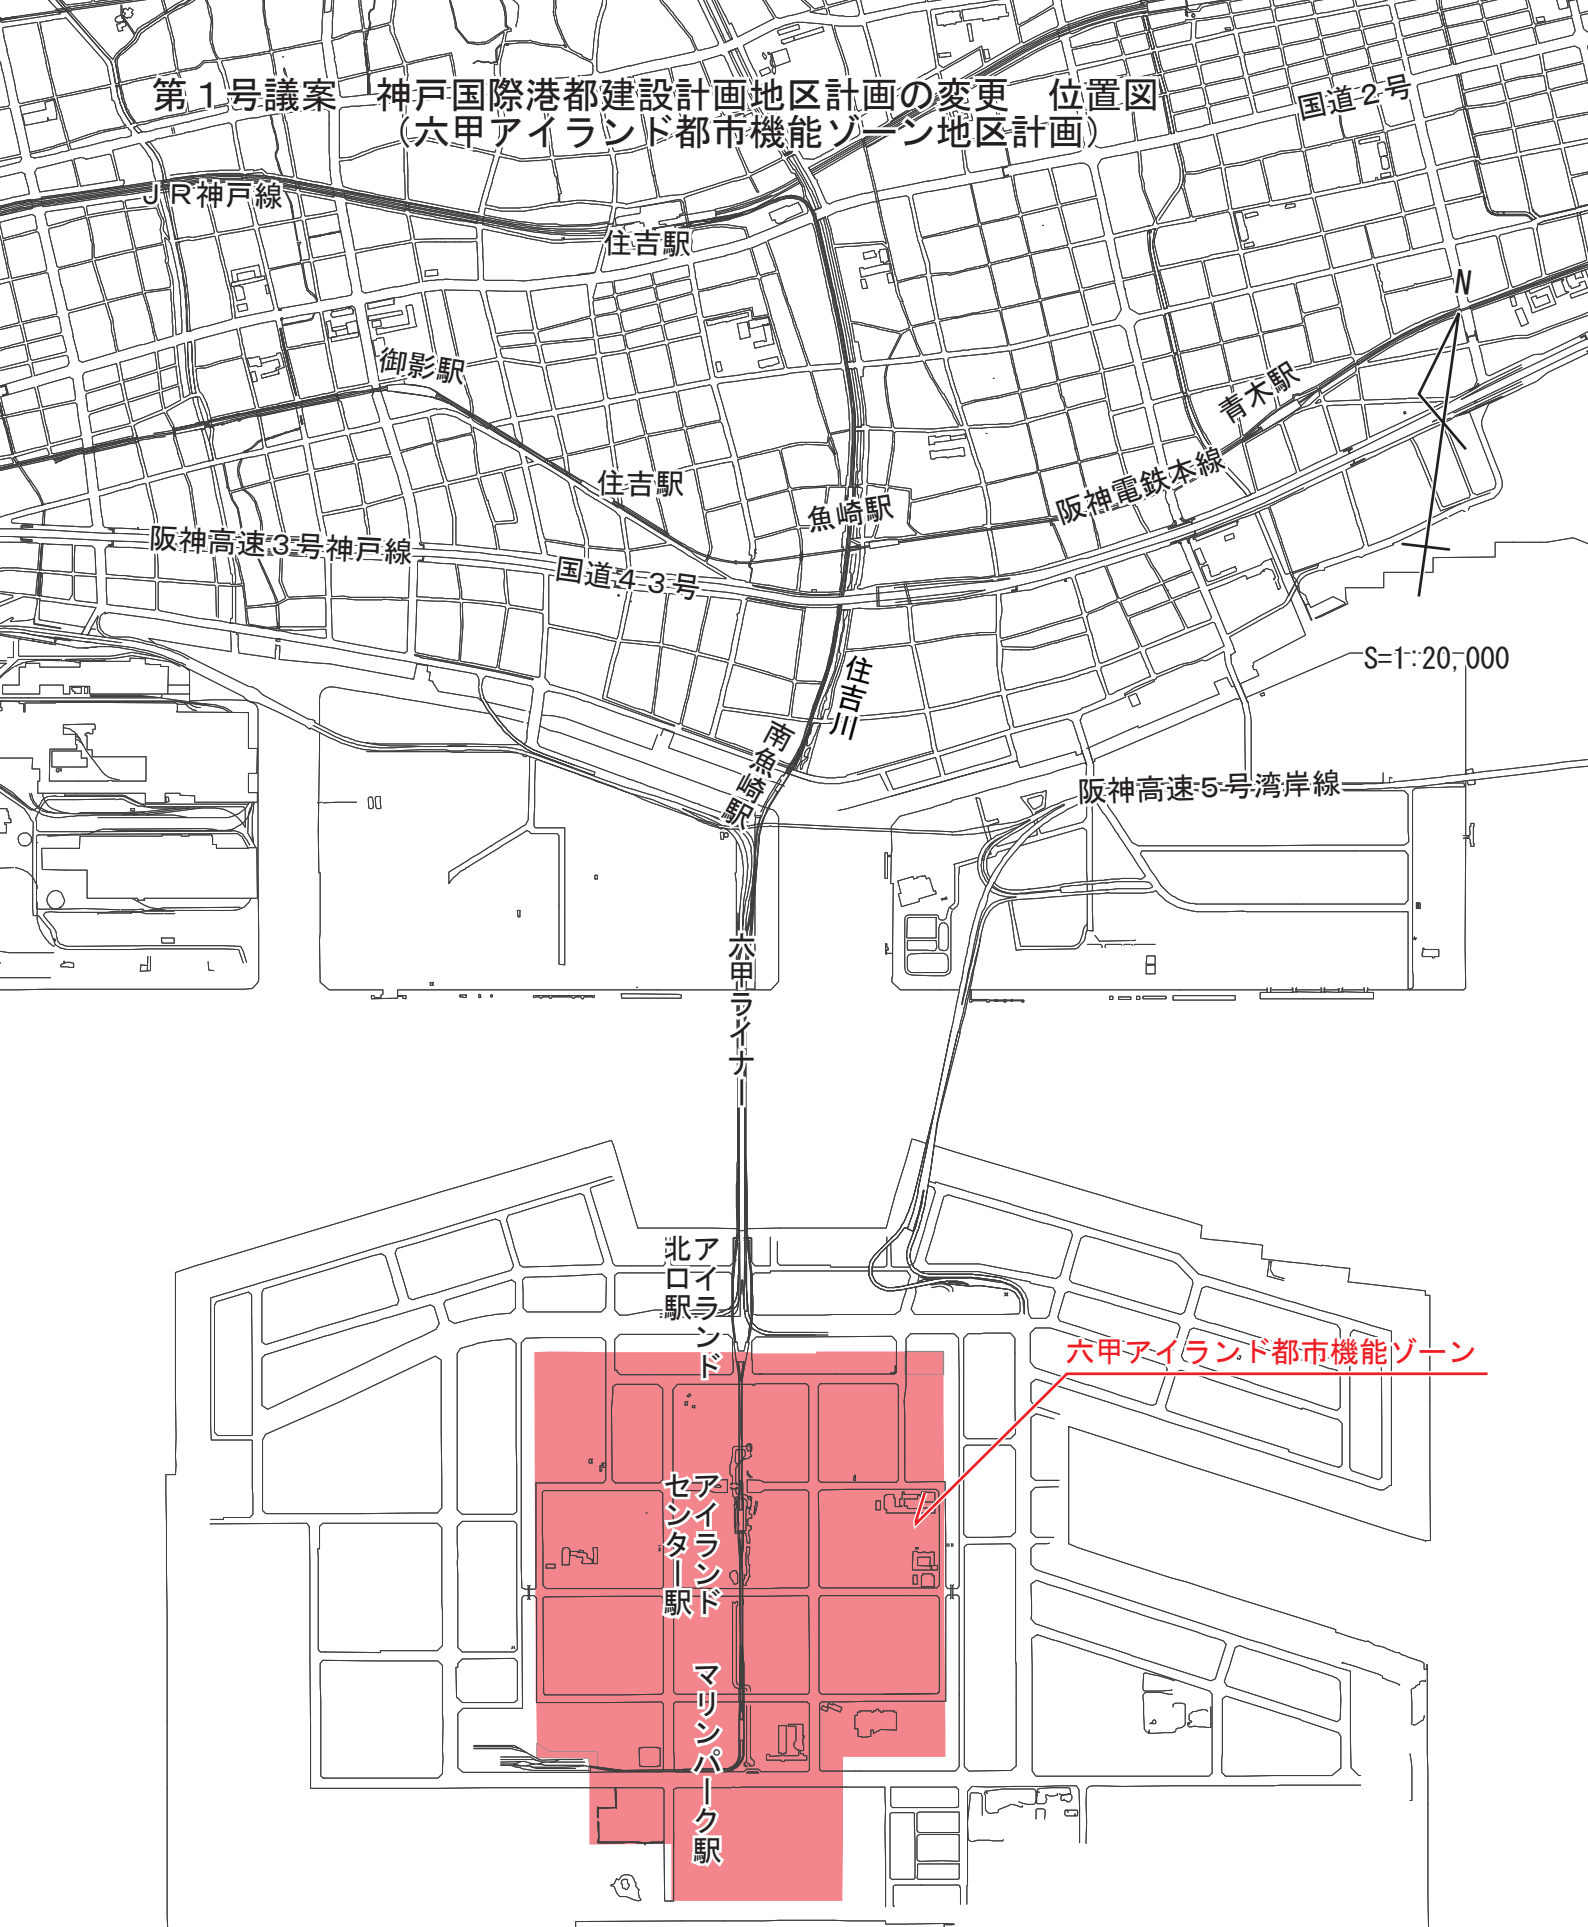 第１号議案　神戸国際港都建設計画地区計画の変更　位置図
（六甲アイランド都市機能ゾーン地区計画）
国道２号
ＪＲ神戸線
住吉駅
N
御影駅
青木駅
住吉駅
阪神電鉄本線
魚崎駅
阪神高速３号神戸線
国道４３号
S=1:20,000
住吉川
南魚崎駅
阪神高速５号湾岸線
六甲ライナー
アイランド
北口駅
六甲アイランド都市機能ゾーン
アイランド
センター駅
マリンパーク駅